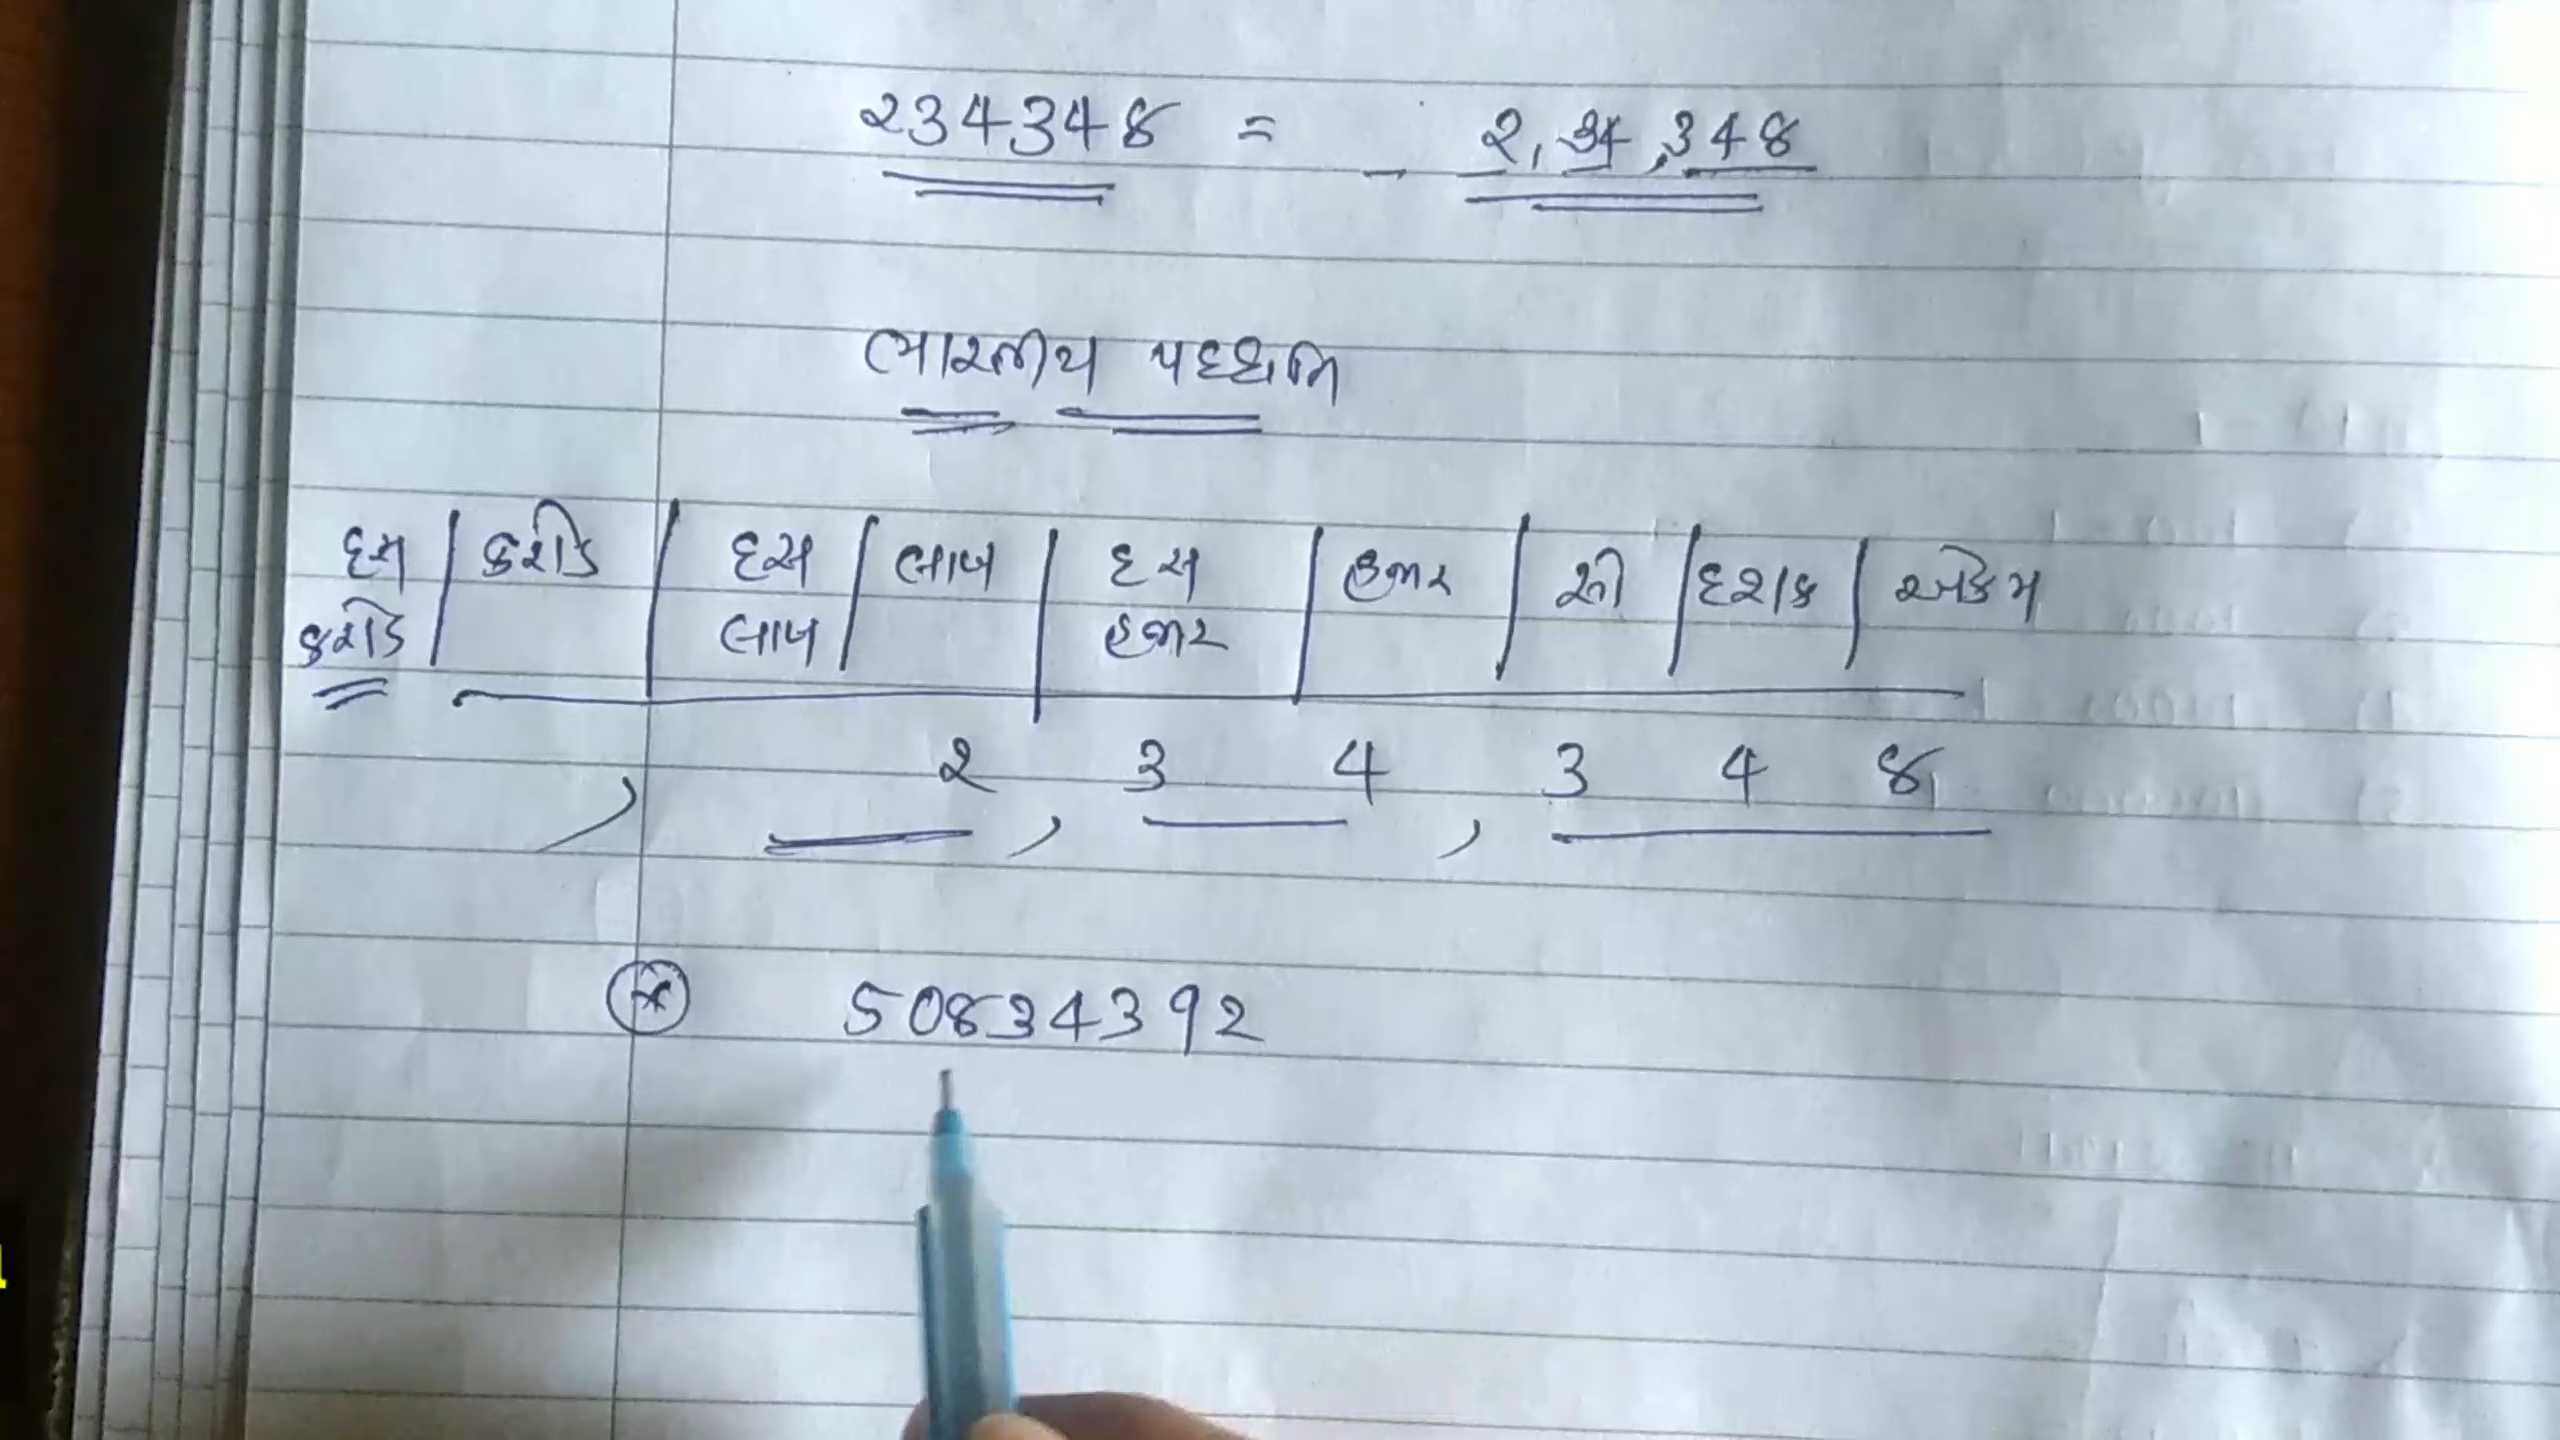 234348 = 2,34,348
ભારતીય પદ્ધતિ
દસ | કરોડ | દસ | લાખ | દસ | હજાર | સો | દશક | એકમ
કરોડ લાખ હજાર
, 2 , 3 4 , 3 4 8
* 50834392